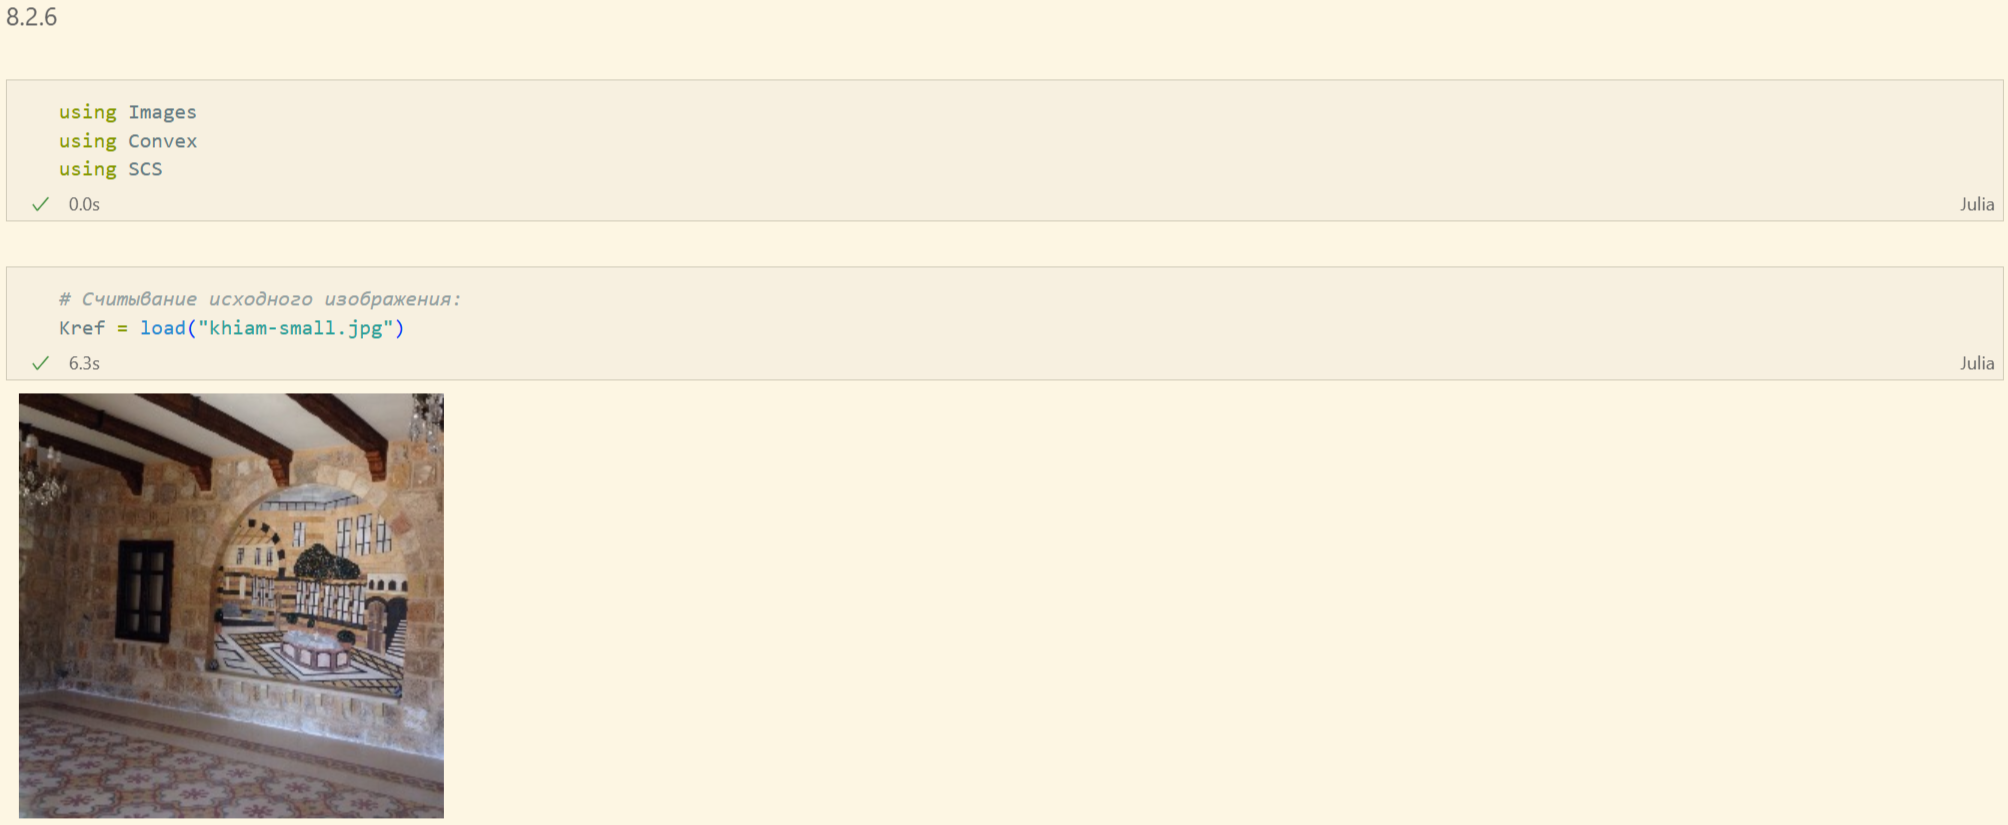 8.2.6
using Images
using Convex
using SCS
0.0s
Julia
# Считывание исходного изображения:
Kref = load("khiam-small.jpg")
6.3s
Julia